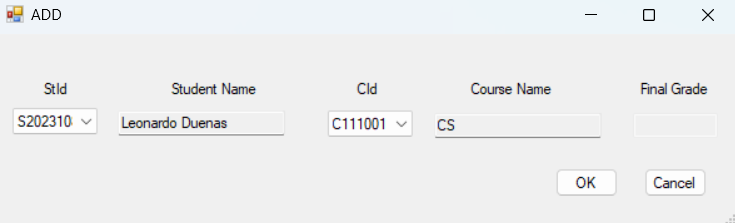 ADD
StId Student Name CId Course Name Final Grade
Leonardo Duenas C111001 CS
OK Cancel